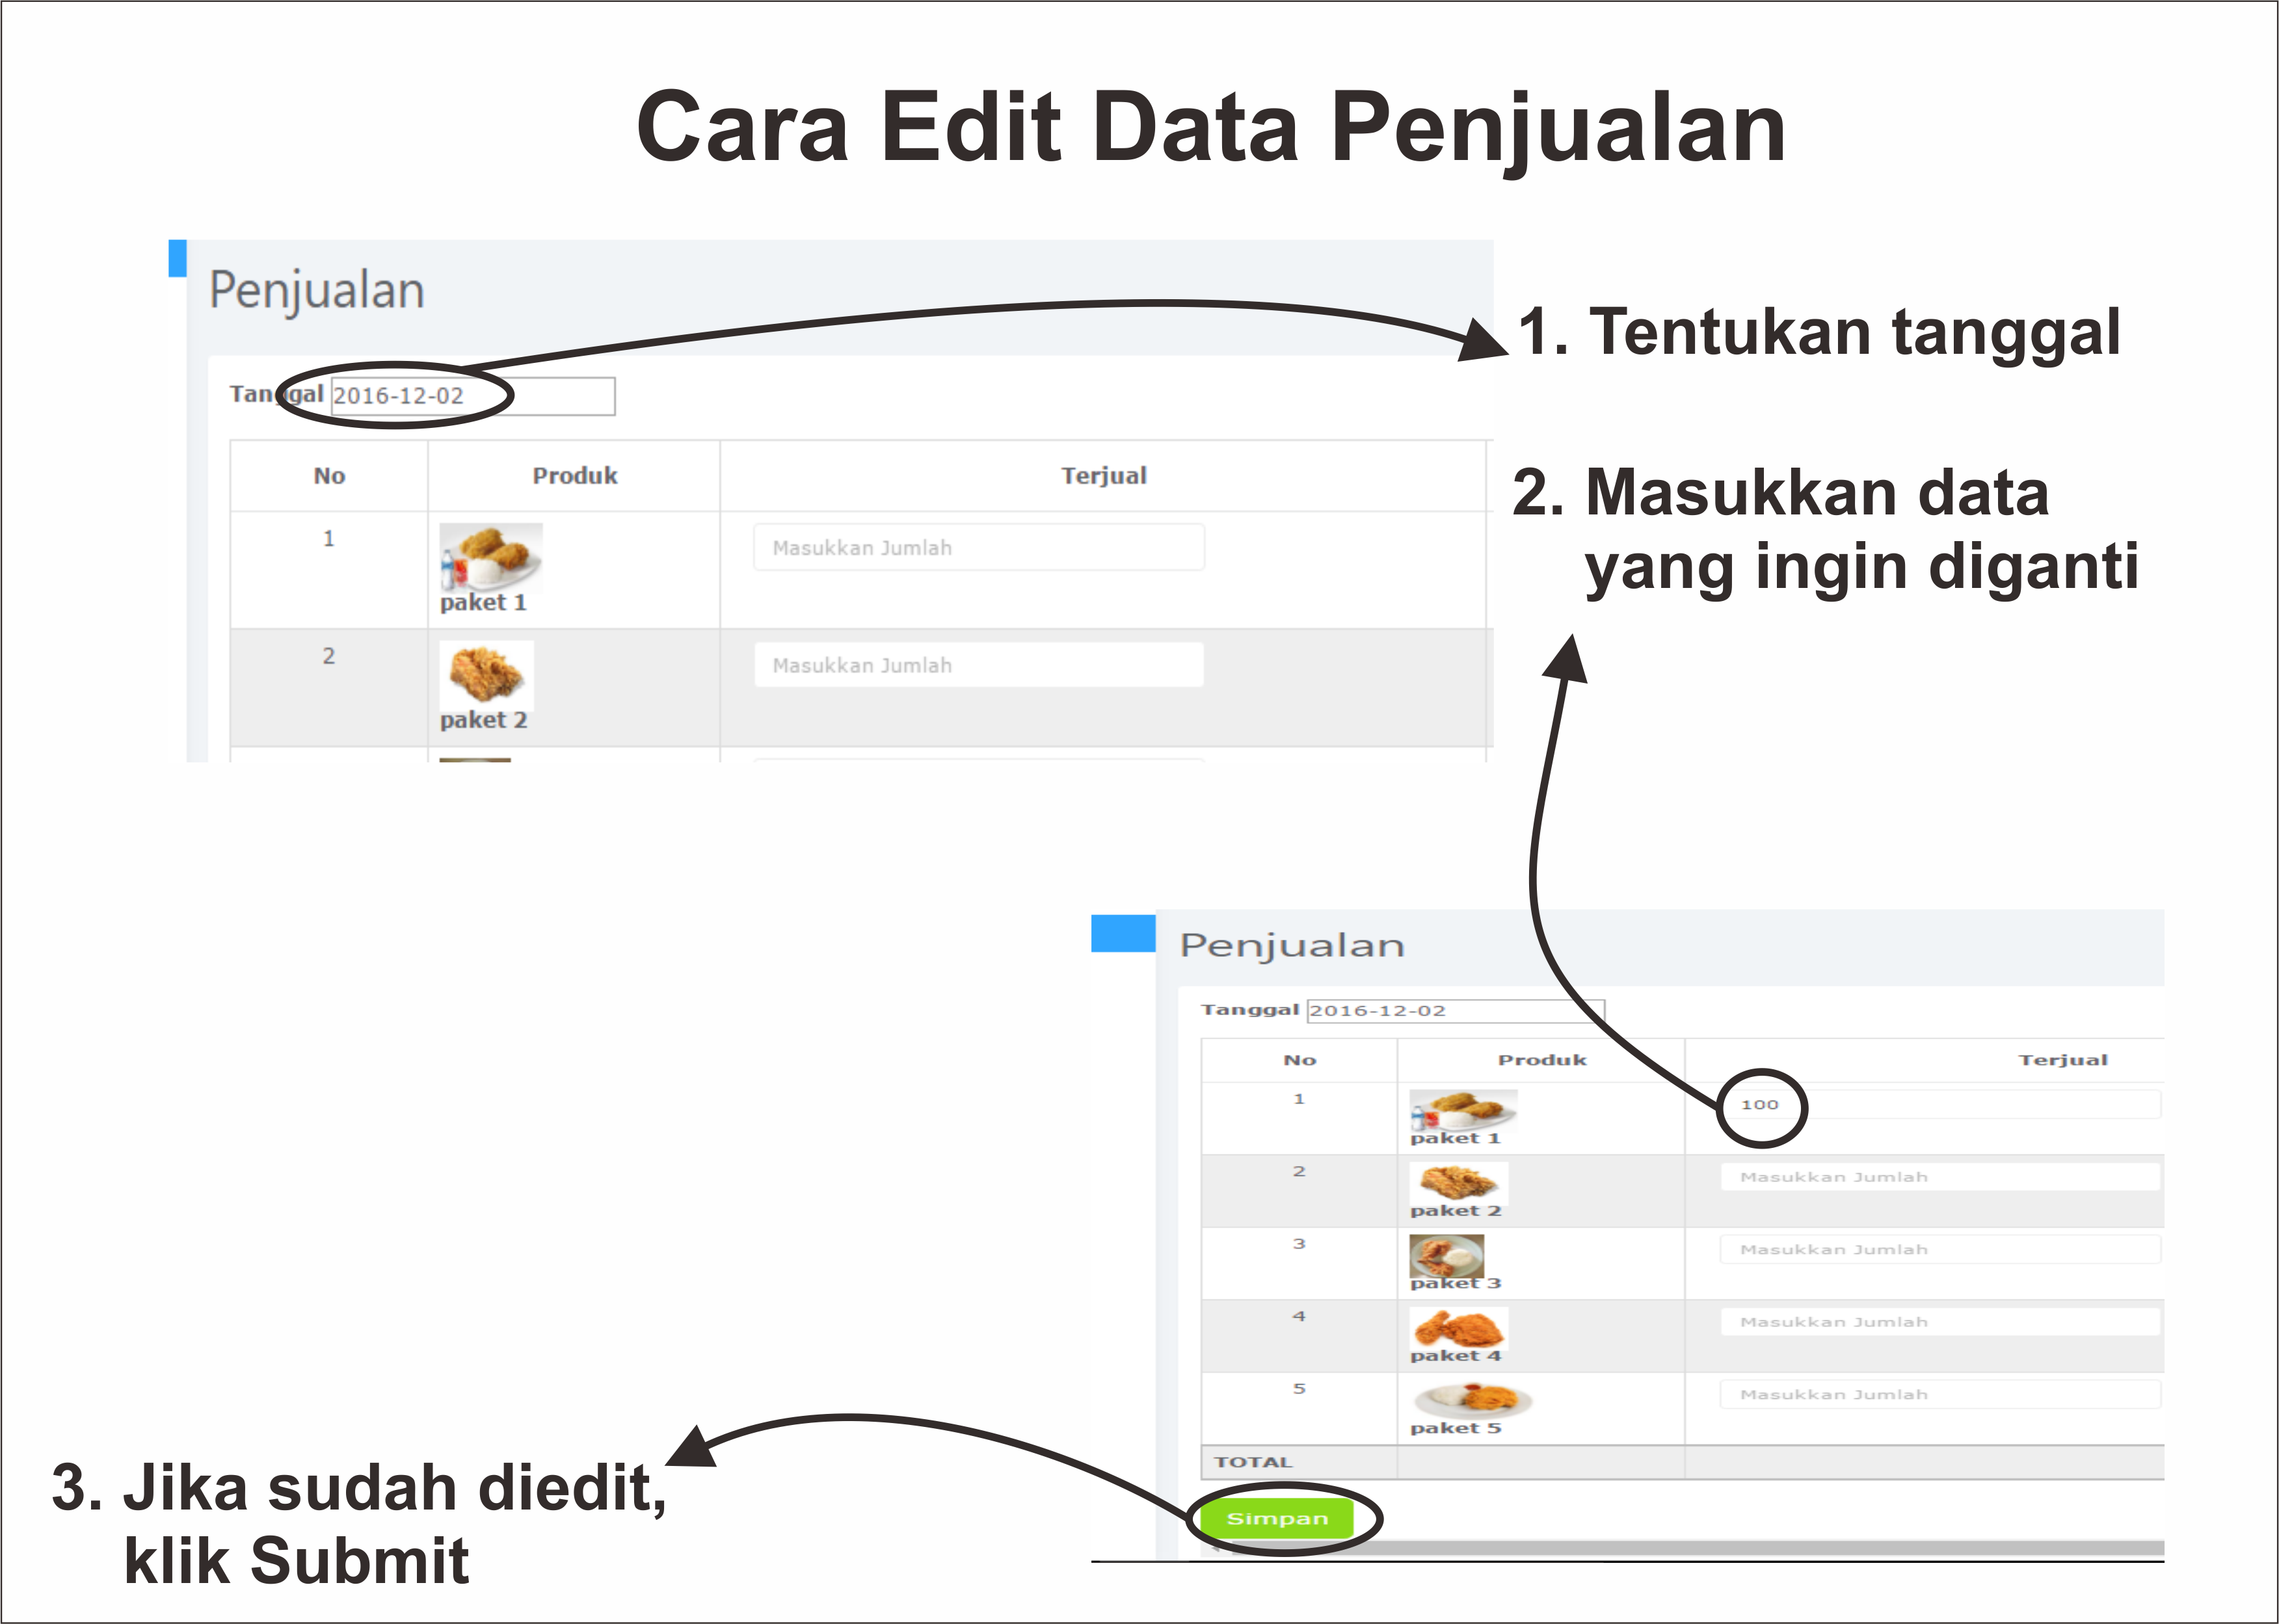 Cara Edit Data Penjualan
Penjualan
Tanggal 2016-12-02
No Produk Terjual
1 Masukkan Jumlah
paket 1
2 Masukkan Jumlah
paket 2
1. Tentukan tanggal
2. Masukkan data
yang ingin diganti
Penjualan
Tanggal 2016-12-02
No Produk Terjual
1 100
paket 1
2 Masukkan Jumlah
paket 2
3 Masukkan Jumlah
paket 3
4 Masukkan Jumlah
paket 4
5 Masukkan Jumlah
paket 5
TOTAL
Simpan
3. Jika sudah diedit,
klik Submit